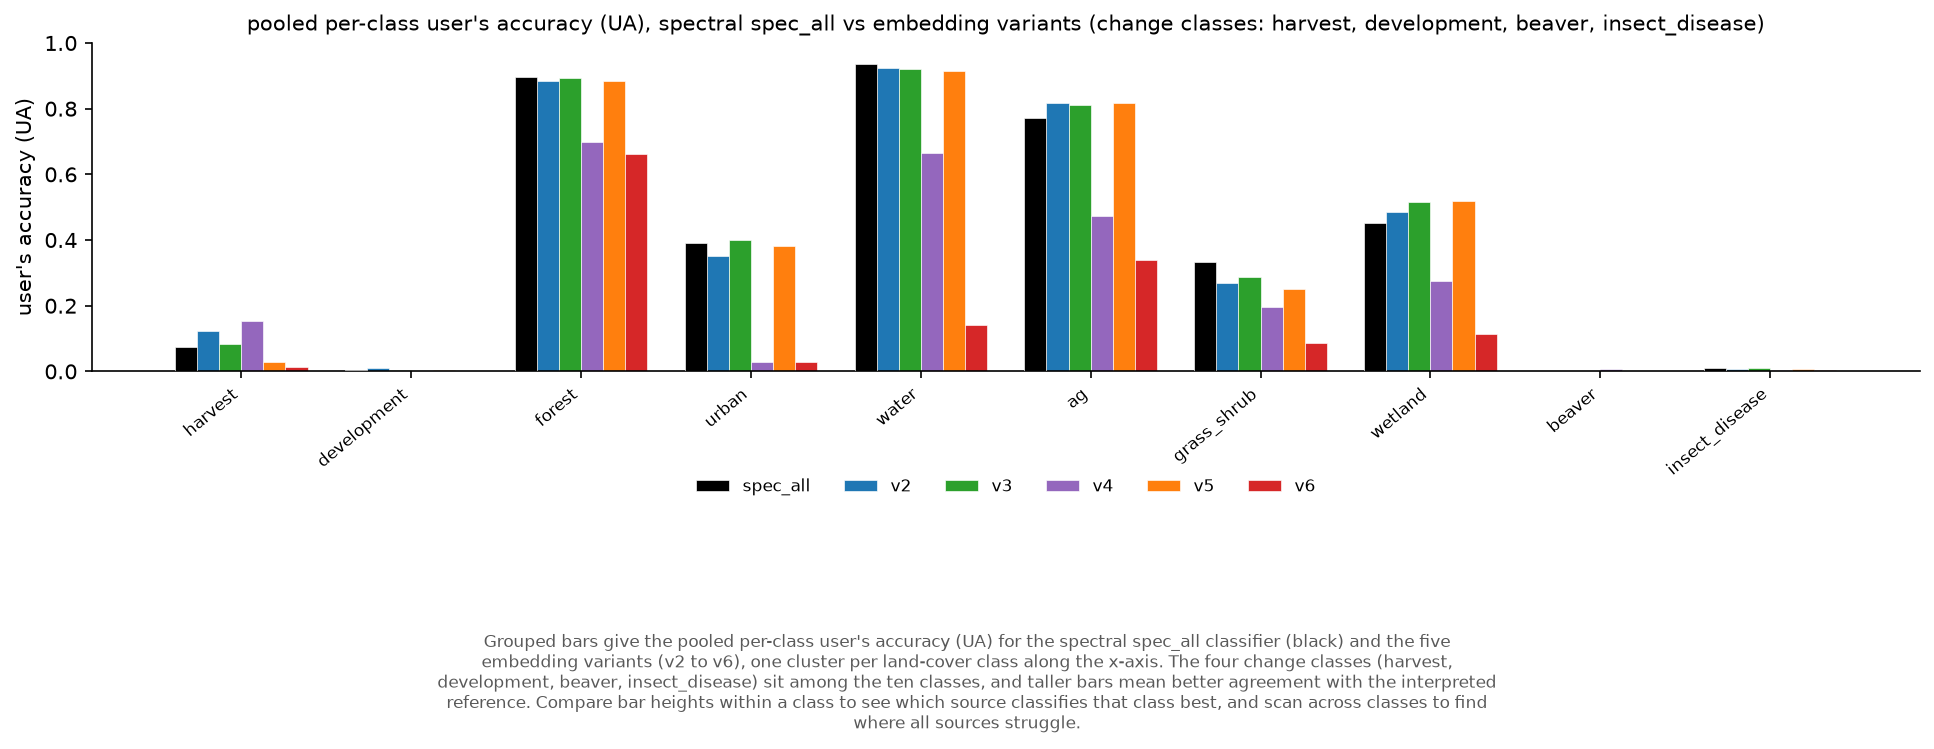 pooled per-class user's accuracy (UA), spectral spec_all vs embedding variants (change classes: harvest, development, beaver, insect_disease)
user's accuracy (UA)
1.0
0.8
0.6
0.4
0.2
0.0
harvest
development
forest
urban
water
ag
grass_shrub
wetland
beaver
insect_disease
spec_all
v2
v3
v4
v5
v6
Grouped bars give the pooled per-class user's accuracy (UA) for the spectral spec_all classifier (black) and the five
embedding variants (v2 to v6), one cluster per land-cover class along the x-axis. The four change classes (harvest,
development, beaver, insect_disease) sit among the ten classes, and taller bars mean better agreement with the interpreted
reference. Compare bar heights within a class to see which source classifies that class best, and scan across classes to find
where all sources struggle.